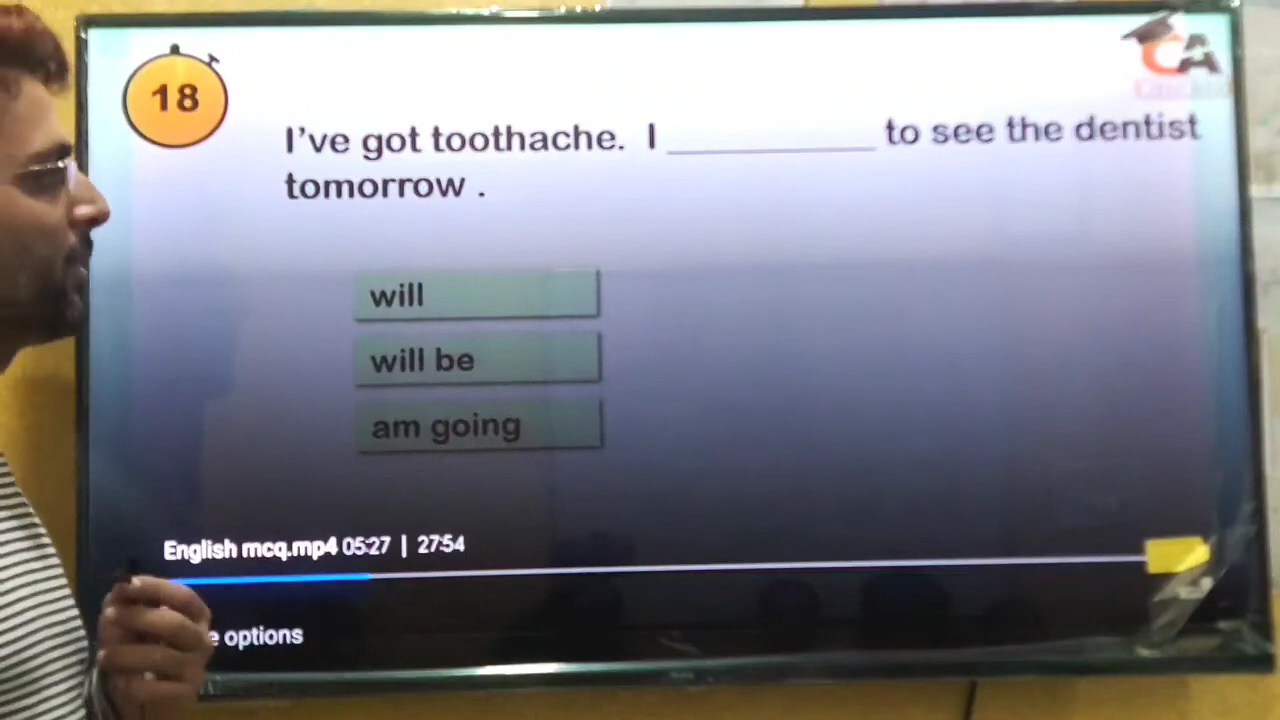 18
CA
I've got toothache. I __________ to see the dentist
tomorrow .
will
will be
am going
English mcq.mp4 05:27 | 27:54
options